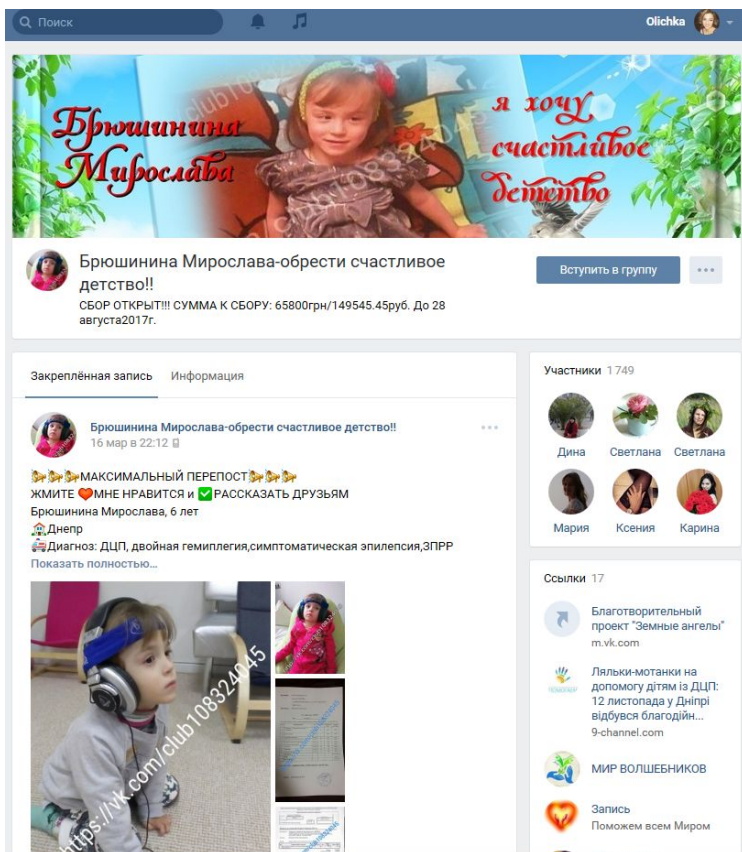 Поиск
Olichka
Брюшинина
Мирослава
я хочу
счастливое
детство
Брюшинина Мирослава-обрести счастливое
детство!!
СБОР ОТКРЫТ!!! СУММА К СБОРУ: 65800грн/149545.45руб. До 28
августа2017г.
Вступить в группу
Закреплённая запись Информация
Брюшинина Мирослава-обрести счастливое детство!!
16 мар в 22:12
МАКСИМАЛЬНЫЙ ПЕРЕПОСТ
ЖМИТЕ ❤МНЕ НРАВИТСЯ и ✅РАССКАЗАТЬ ДРУЗЬЯМ
Брюшинина Мирослава, 6 лет
Днепр
Диагноз: ДЦП, двойная гемиплегия,симптоматическая эпилепсия,ЗПРР
Показать полностью...
https://vk.com/club108324045
Участники 1 749
Дина Светлана Светлана
Мария Ксения Карина
Ссылки 17
Благотворительный
проект "Земные ангелы"
m.vk.com
Ляльки-мотанки на
допомогу дітям із ДЦП:
12 листопада у Дніпрі
відбувся благодійн...
9-channel.com
МИР ВОЛШЕБНИКОВ
Запись
Поможем всем Миром